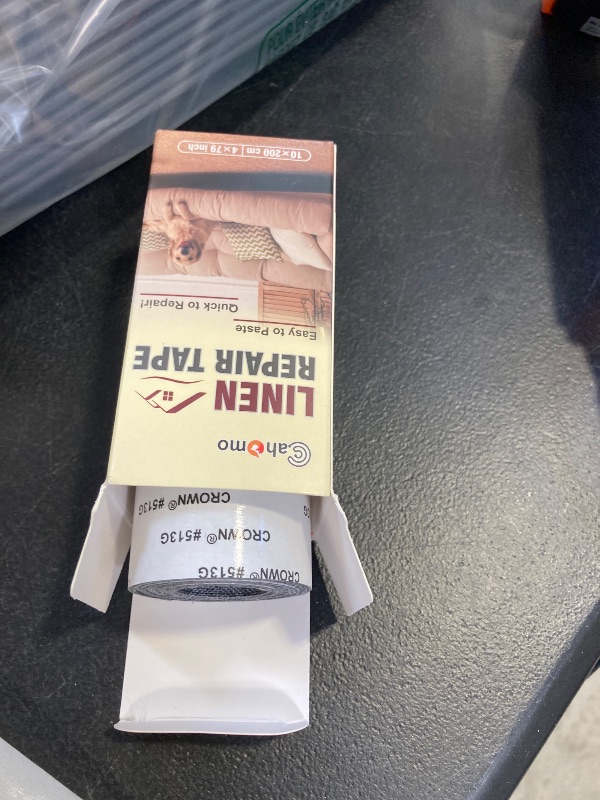 Cahomo
LINEN
REPAIR TAPE
Easy to Paste
Quick to Repair!
10×200 cm | 4×79 inch
CROWN® #513G
CROWN® #513G
CROWN® #513G